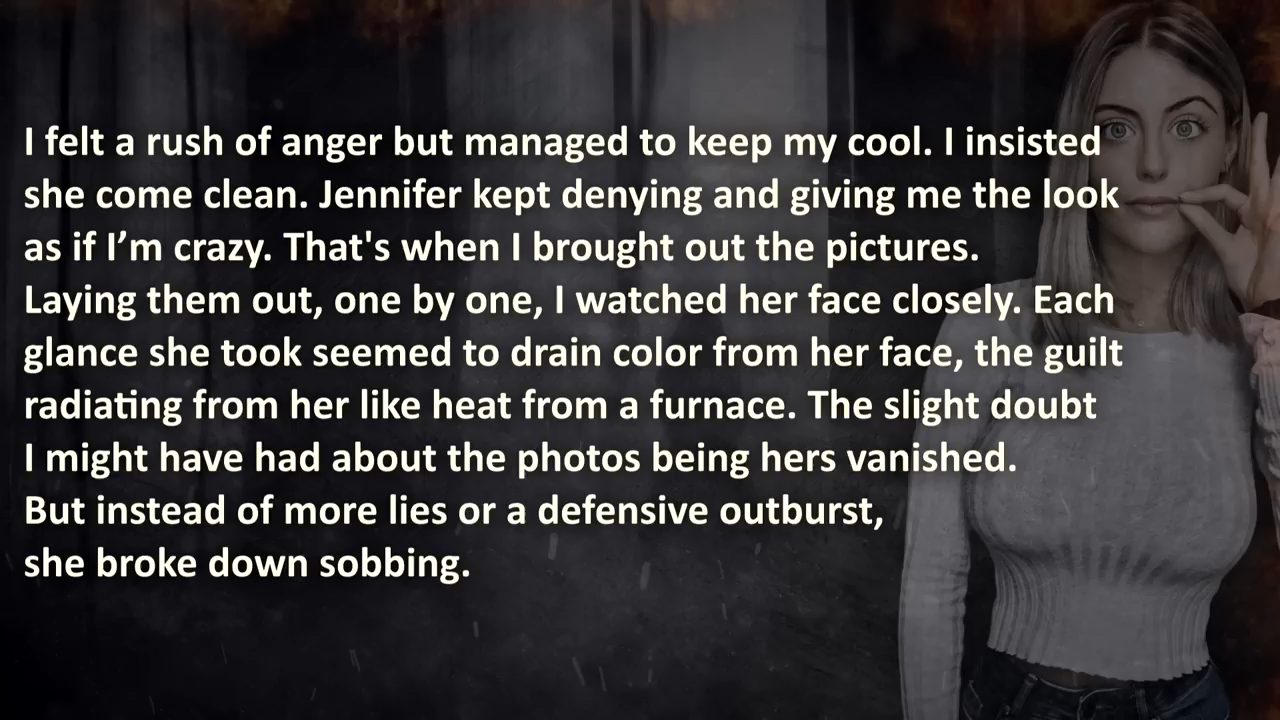 I felt a rush of anger but managed to keep my cool. I insisted
she come clean. Jennifer kept denying and giving me the look
as if I’m crazy. That's when I brought out the pictures.
Laying them out, one by one, I watched her face closely. Each
glance she took seemed to drain color from her face, the guilt
radiating from her like heat from a furnace. The slight doubt
I might have had about the photos being hers vanished.
But instead of more lies or a defensive outburst,
she broke down sobbing.